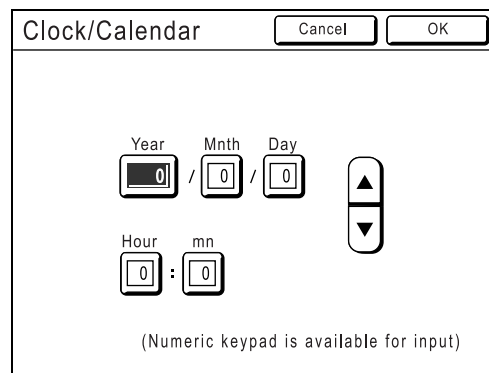 Clock/Calendar Cancel OK
Year Mnth Day
0 / 0 / 0
Hour mn
0 : 0
(Numeric keypad is available for input)